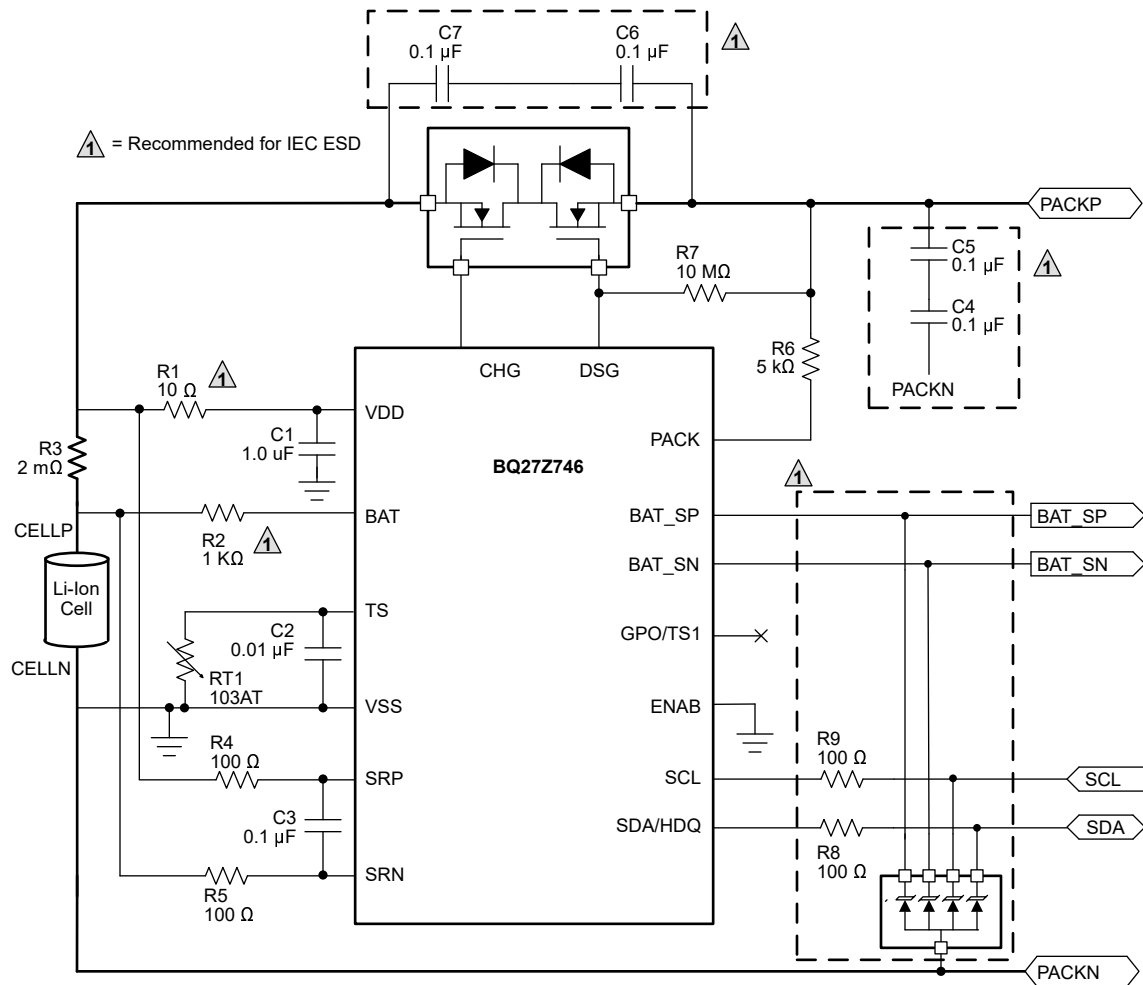 C7
0.1 µF
C6
0.1 µF
1
1 = Recommended for IEC ESD
PACKP
C5
0.1 µF
1
C4
0.1 µF
PACKN
R7
10 MΩ
R6
5 kΩ
R1
10 Ω
1
CHG
DSG
VDD
C1
1.0 uF
R3
2 mΩ
PACK
BQ27Z746
1
BAT
R2
1 KΩ
1
CELLP
Li-Ion
Cell
CELLN
BAT_SP
BAT_SP
BAT_SN
BAT_SN
TS
C2
0.01 µF
RT1
103AT
GPO/TS1
VSS
ENAB
R4
100 Ω
SRP
C3
0.1 µF
R5
100 Ω
SRN
R9
100 Ω
SCL
SCL
SDA/HDQ
SDA
R8
100 Ω
PACKN